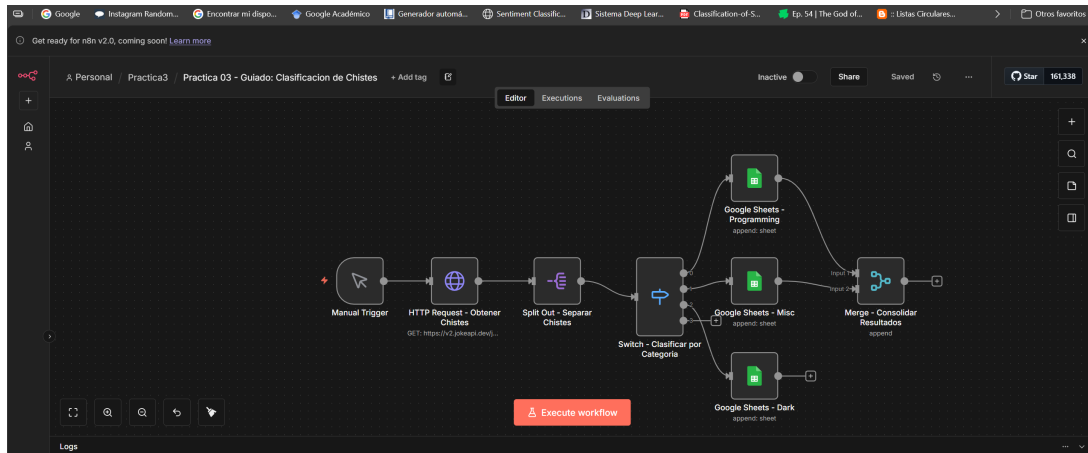 Google
Instagram Random...
Encontrar mi dispo...
Google Académico
Generador automá...
Sentiment Classific...
Sistema Deep Lear...
Classification-of-S...
Ep. 54 | The God of...
:: Listas Circulares...
Otros favoritos
Get ready for n8n v2.0, coming soon! Learn more
Personal / Practica3 / Practica 03 - Guiado: Clasificacion de Chistes + Add tag
Inactive
Share
Saved
...
Star 161,338
Editor Executions Evaluations
Google Sheets -
Programming
append: sheet
Manual Trigger
HTTP Request - Obtener
Chistes
GET: https://v2.jokeapi.dev/j...
Split Out - Separar
Chistes
0
1
2
3
Switch - Clasificar por
Categoria
Google Sheets - Misc
append: sheet
Input 1
Input 2
Merge - Consolidar
Resultados
append
Google Sheets - Dark
append: sheet
Execute workflow
Logs
...